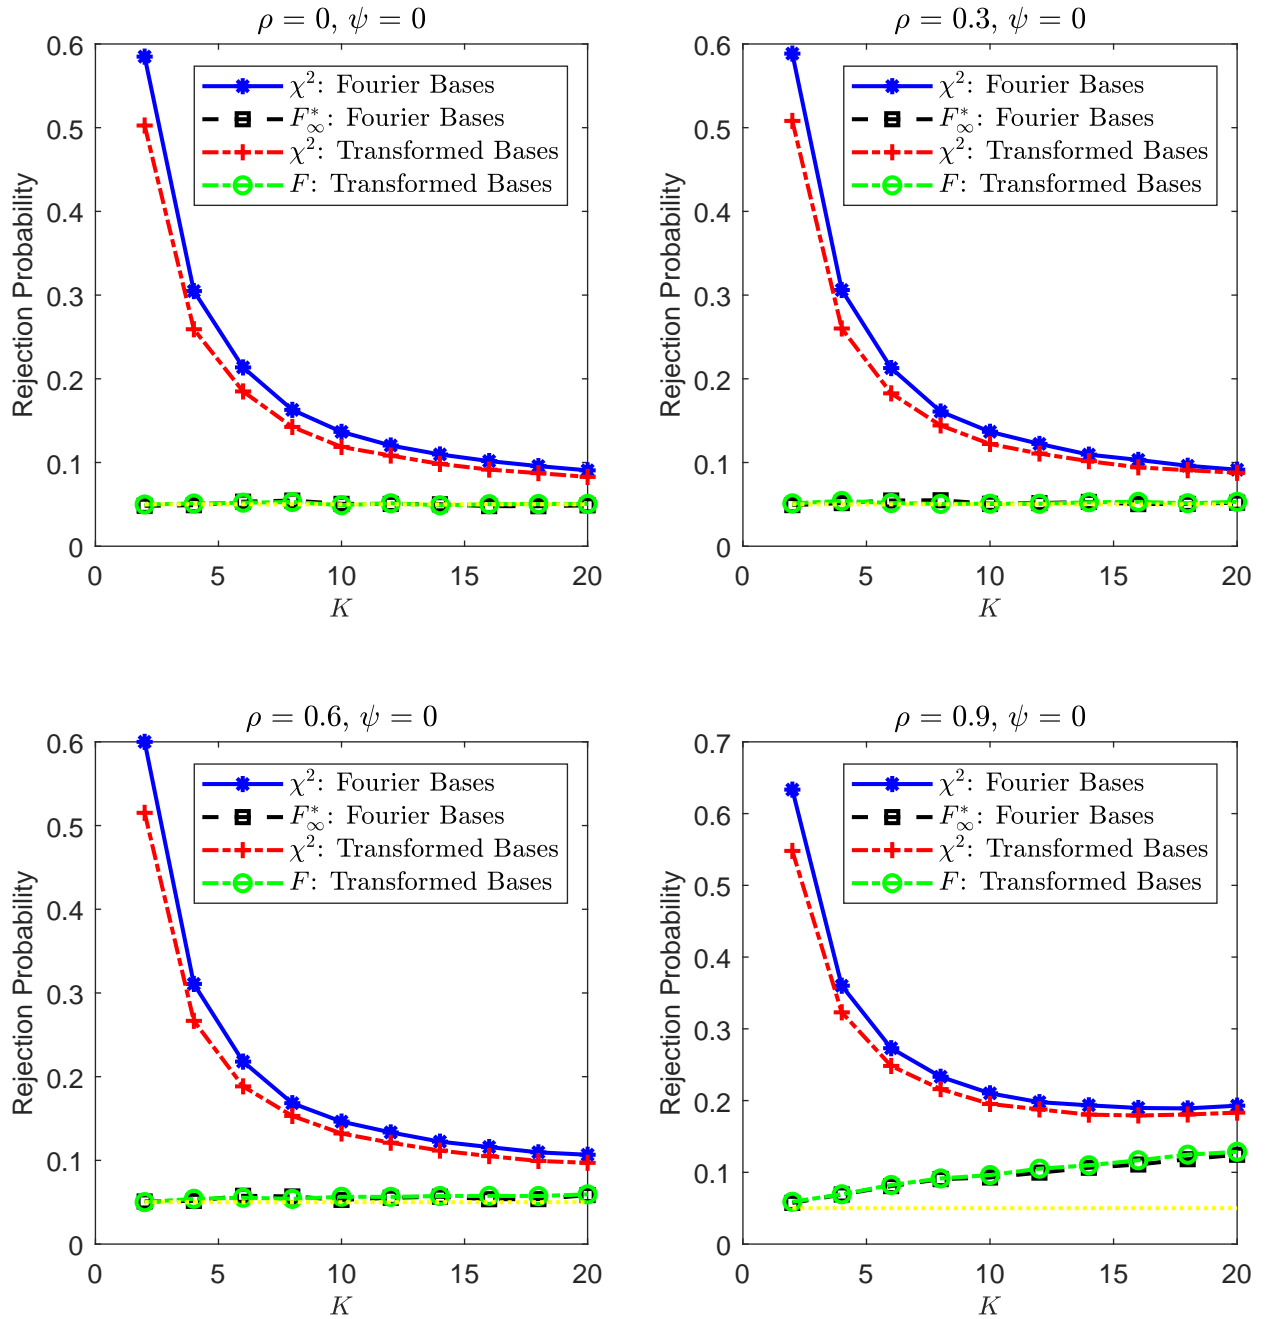 ρ = 0, ψ = 0
0.6
0.5
0.4
0.3
0.2
0.1
0
Rejection Probability
χ²: Fourier Bases
F*∞: Fourier Bases
χ²: Transformed Bases
F: Transformed Bases
0 5 10 15 20
K
ρ = 0.3, ψ = 0
0.6
0.5
0.4
0.3
0.2
0.1
0
Rejection Probability
χ²: Fourier Bases
F*∞: Fourier Bases
χ²: Transformed Bases
F: Transformed Bases
0 5 10 15 20
K
ρ = 0.6, ψ = 0
0.6
0.5
0.4
0.3
0.2
0.1
0
Rejection Probability
χ²: Fourier Bases
F*∞: Fourier Bases
χ²: Transformed Bases
F: Transformed Bases
0 5 10 15 20
K
ρ = 0.9, ψ = 0
0.7
0.6
0.5
0.4
0.3
0.2
0.1
0
Rejection Probability
χ²: Fourier Bases
F*∞: Fourier Bases
χ²: Transformed Bases
F: Transformed Bases
0 5 10 15 20
K